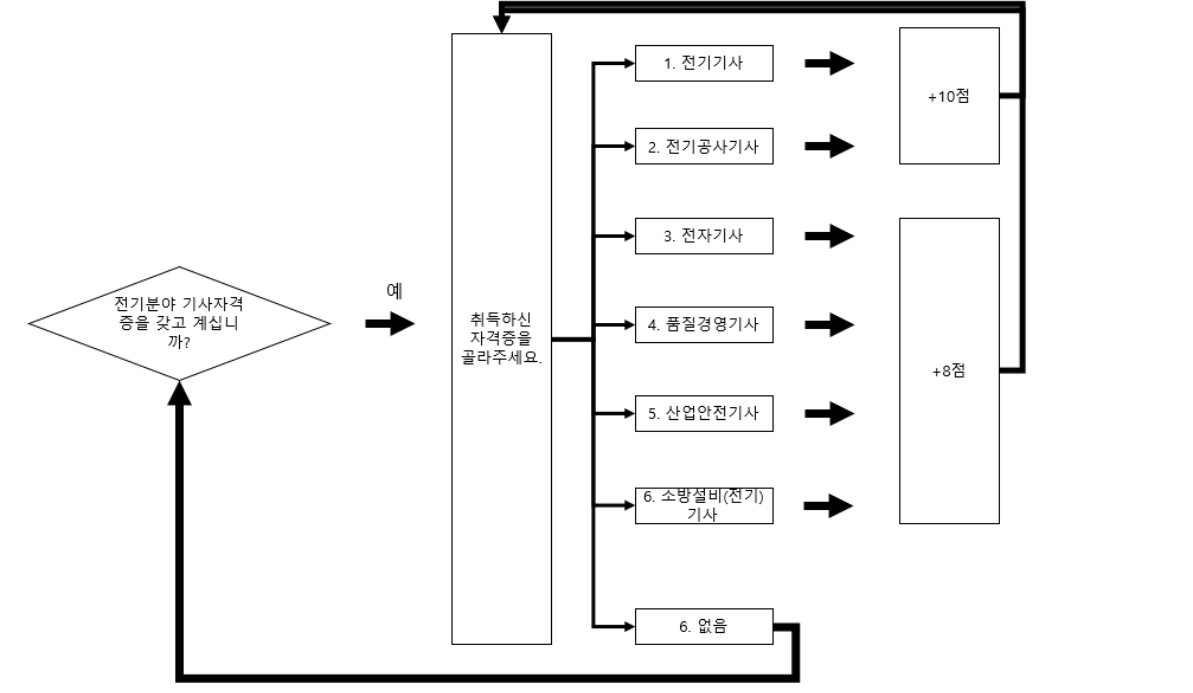 전기분야 기사자격
증을 갖고 계십니
까?
예
취득하신
자격증을
골라주세요.
1. 전기기사
2. 전기공사기사
3. 전자기사
4. 품질경영기사
5. 산업안전기사
6. 소방설비(전기)
기사
6. 없음
+10점
+8점